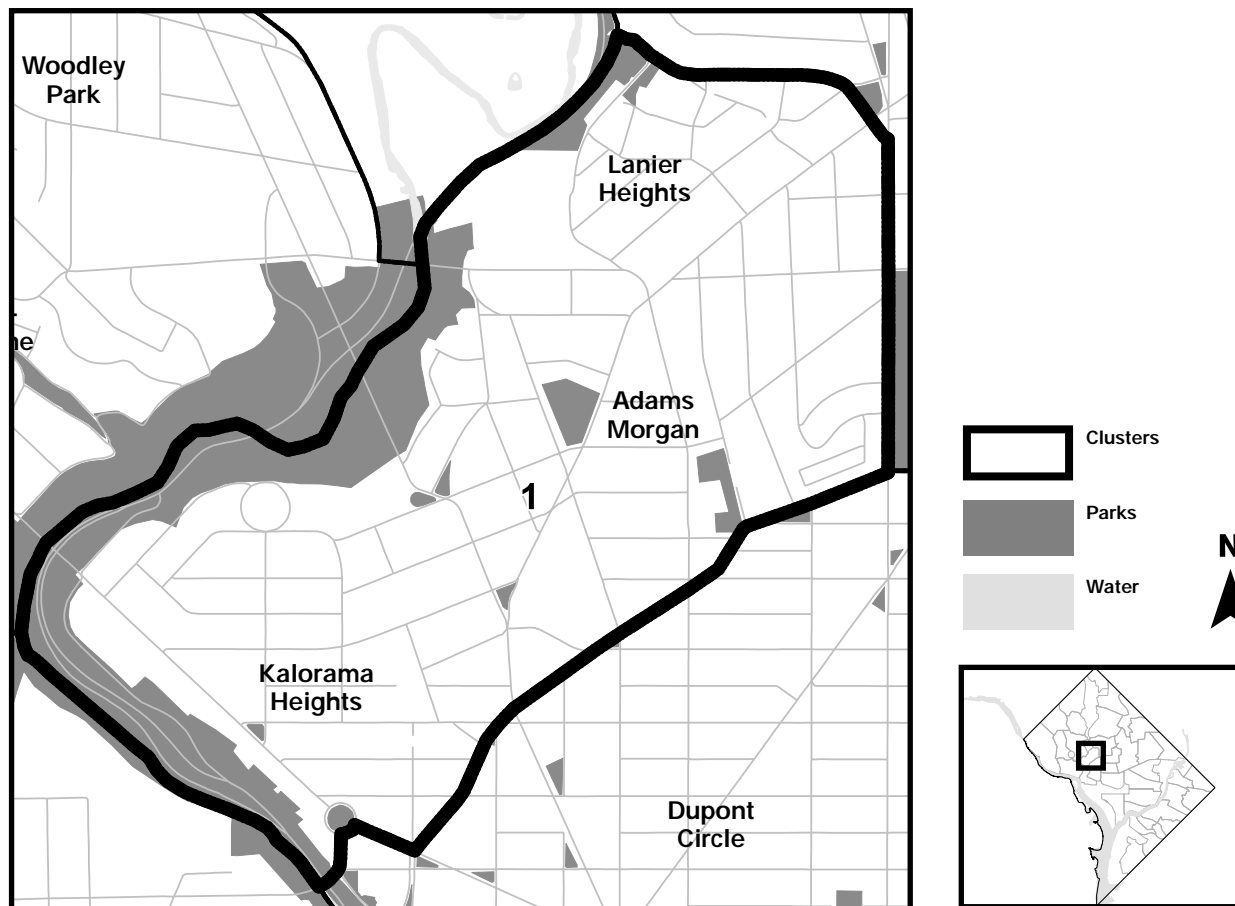 Woodley
Park
Lanier
Heights
Adams
Morgan
1
Kalorama
Heights
Dupont
Circle
Clusters
Parks
Water